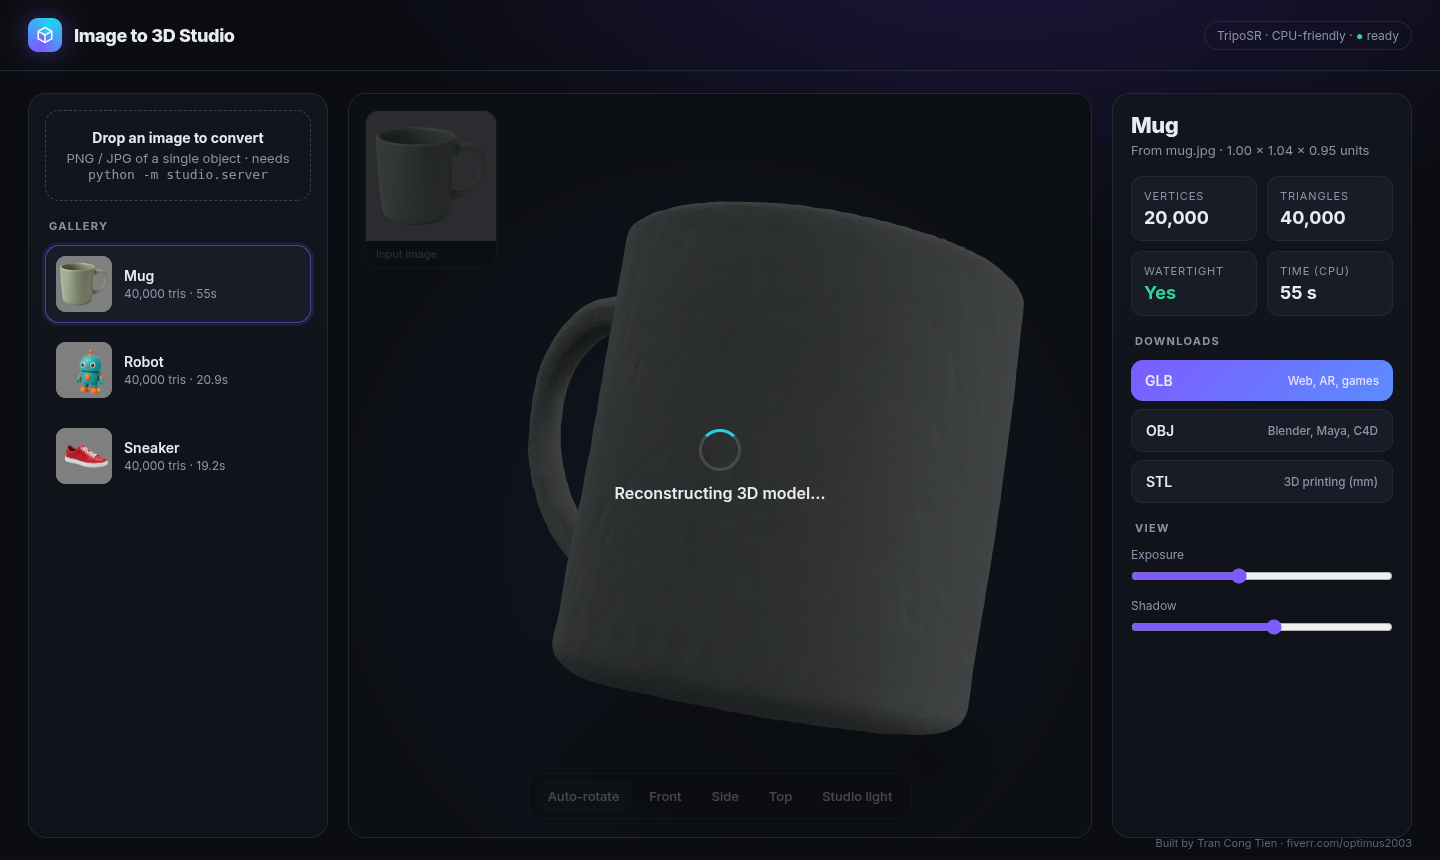 Image to 3D Studio
TripoSR · CPU-friendly · ● ready
Drop an image to convert
PNG / JPG of a single object · needs
python -m studio.server
GALLERY
Mug
40,000 tris · 55s
Robot
40,000 tris · 20.9s
Sneaker
40,000 tris · 19.2s
Input image
Reconstructing 3D model...
Auto-rotate
Front
Side
Top
Studio light
Mug
From mug.jpg · 1.00 × 1.04 × 0.95 units
VERTICES
20,000
TRIANGLES
40,000
WATERTIGHT
Yes
TIME (CPU)
55 s
DOWNLOADS
GLB
Web, AR, games
OBJ
Blender, Maya, C4D
STL
3D printing (mm)
VIEW
Exposure
Shadow
Built by Tran Cong Tien · fiverr.com/optimus2003